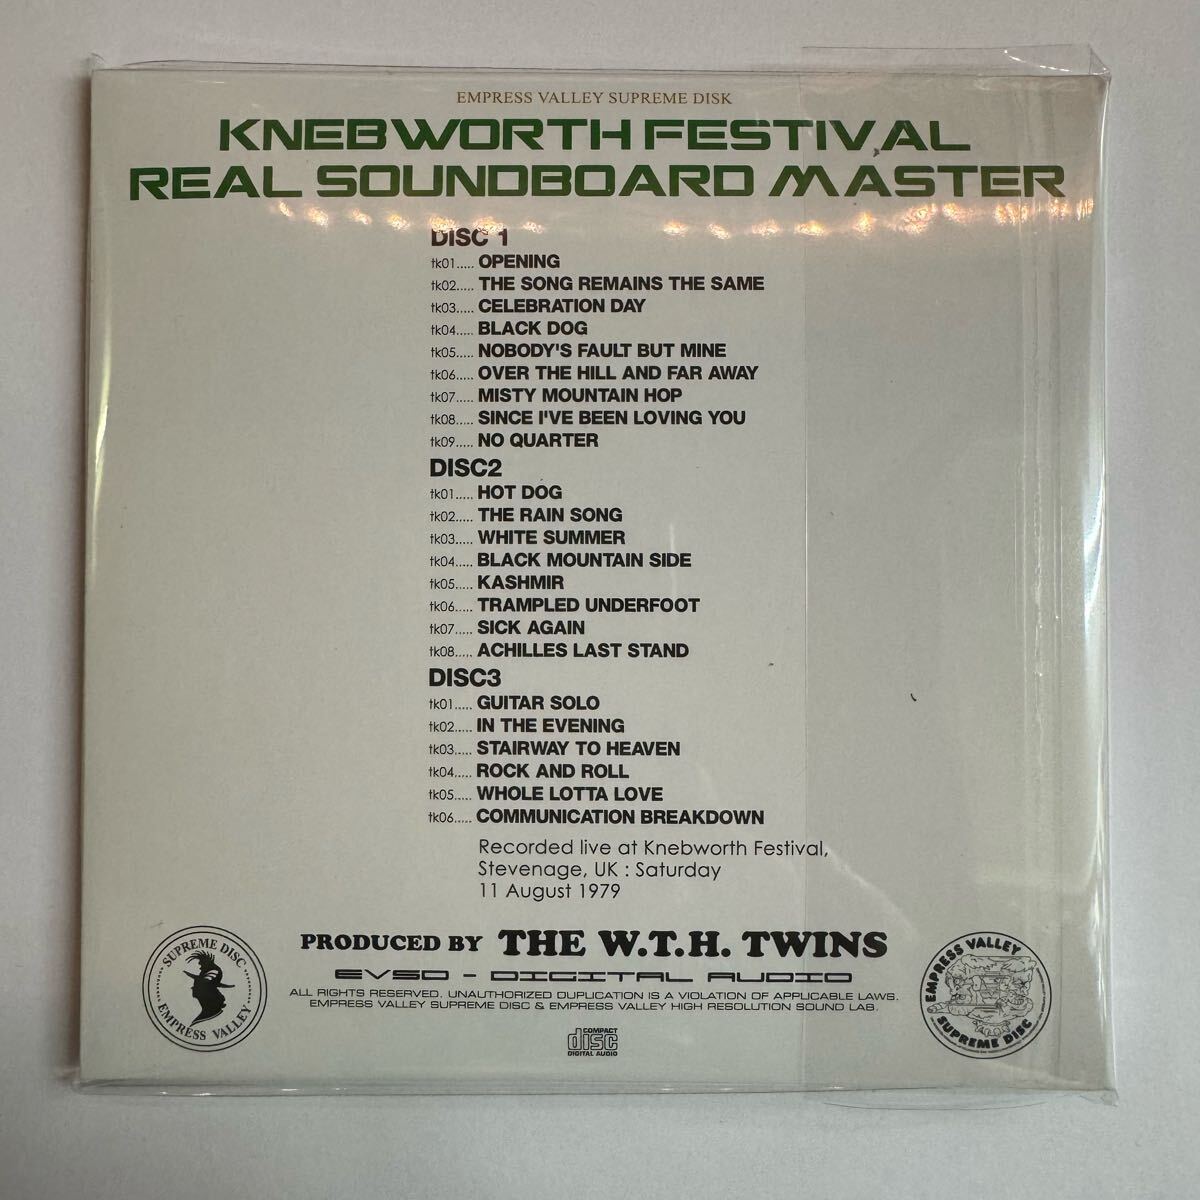 EMPRESS VALLEY SUPREME DISK
KNEBWORTH FESTIVAL
REAL SOUNDBOARD MASTER
DISC 1
tk01..... OPENING
tk02..... THE SONG REMAINS THE SAME
tk03..... CELEBRATION DAY
tk04..... BLACK DOG
tk05..... NOBODY'S FAULT BUT MINE
tk06..... OVER THE HILL AND FAR AWAY
tk07..... MISTY MOUNTAIN HOP
tk08..... SINCE I'VE BEEN LOVING YOU
tk09..... NO QUARTER
DISC2
tk01..... HOT DOG
tk02..... THE RAIN SONG
tk03..... WHITE SUMMER
tk04..... BLACK MOUNTAIN SIDE
tk05..... KASHMIR
tk06..... TRAMPLED UNDERFOOT
tk07..... SICK AGAIN
tk08..... ACHILLES LAST STAND
DISC3
tk01..... GUITAR SOLO
tk02..... IN THE EVENING
tk03..... STAIRWAY TO HEAVEN
tk04..... ROCK AND ROLL
tk05..... WHOLE LOTTA LOVE
tk06..... COMMUNICATION BREAKDOWN
Recorded live at Knebworth Festival,
Stevenage, UK : Saturday
11 August 1979
PRODUCED BY THE W.T.H. TWINS
EVSD - DIGITAL AUDIO
ALL RIGHTS RESERVED. UNAUTHORIZED DUPLICATION IS A VIOLATION OF APPLICABLE LAWS.
EMPRESS VALLEY SUPREME DISC & EMPRESS VALLEY HIGH RESOLUTION SOUND LAB.
SUPREME DISC
EMPRESS VALLEY
COMPACT
disc
DIGITAL AUDIO
EMPRESS VALLEY
SUPREME DISC